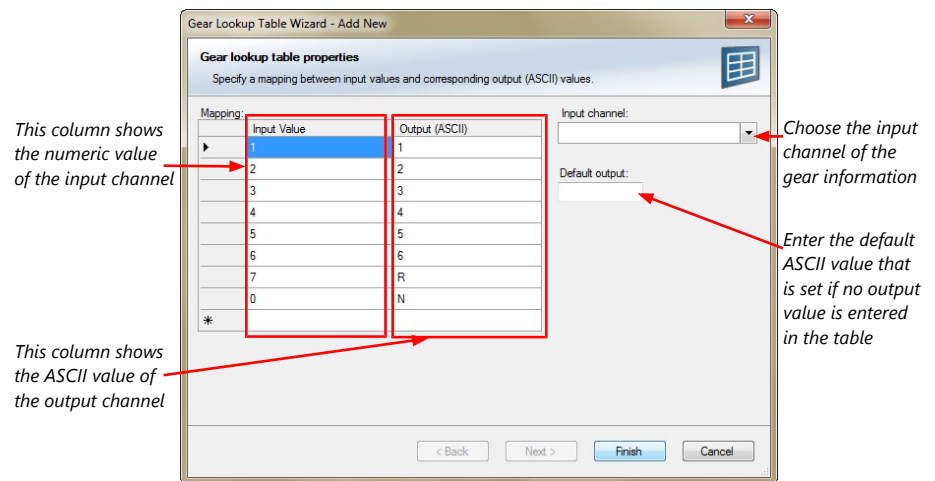 Gear Lookup Table Wizard - Add New
Gear lookup table properties
Specify a mapping between input values and corresponding output (ASCII) values.
Mapping:
Input Value Output (ASCII)
1 1
2 2
3 3
4 4
5 5
6 6
7 R
0 N
Input channel:
Default output:
This column shows
the numeric value
of the input channel
This column shows
the ASCII value of
the output channel
Choose the input
channel of the
gear information
Enter the default
ASCII value that
is set if no output
value is entered
in the table
< Back Next > Finish Cancel